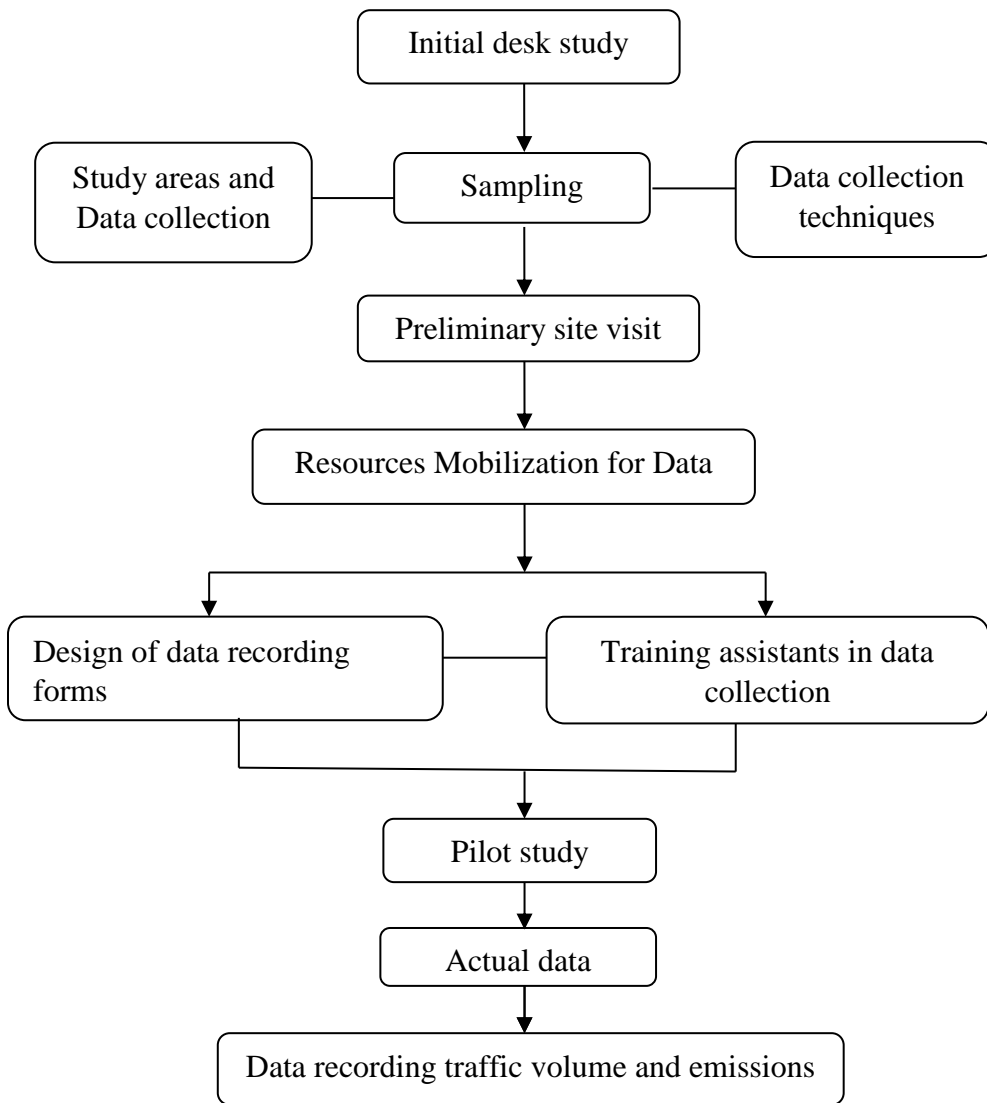 Initial desk study
Study areas and
Data collection
Sampling
Data collection
techniques
Preliminary site visit
Resources Mobilization for Data
Design of data recording
forms
Training assistants in data
collection
Pilot study
Actual data
Data recording traffic volume and emissions